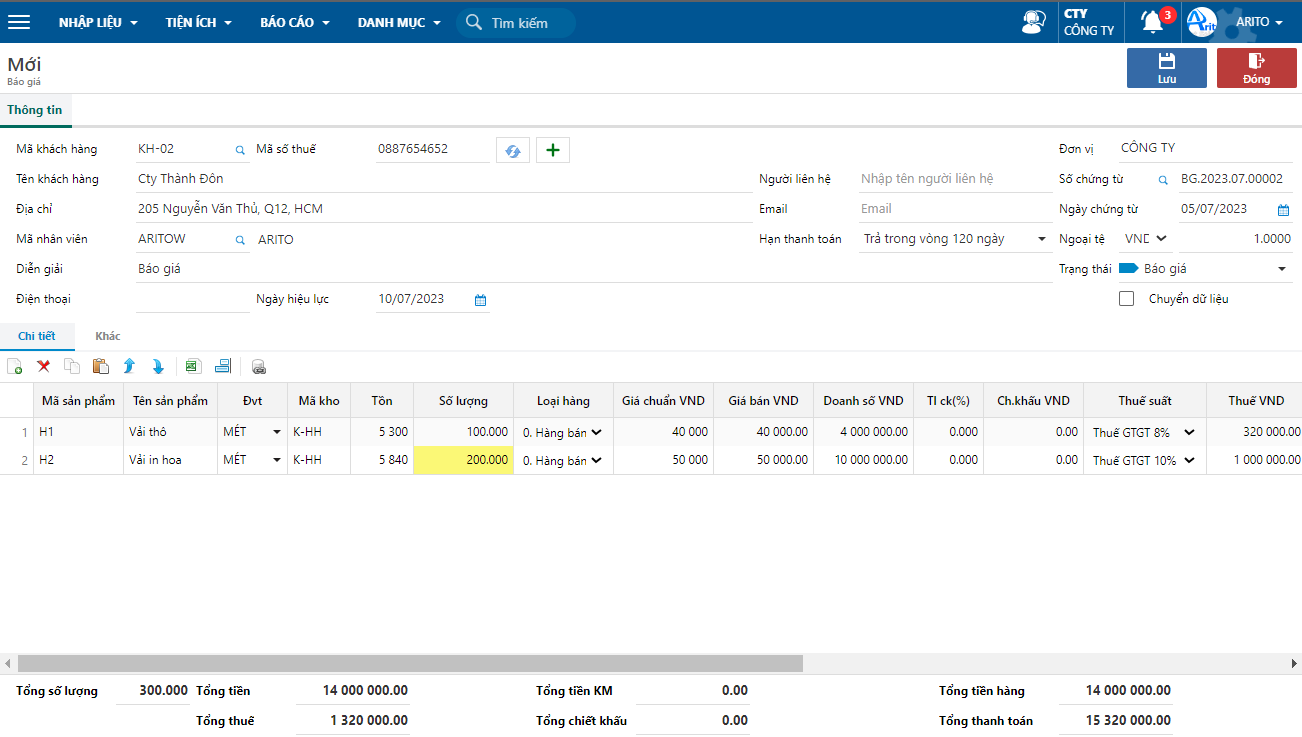 NHẬP LIỆU TIỆN ÍCH BÁO CÁO DANH MỤC Tìm kiếm CTY CÔNG TY 3 Arito ARITO
Mới
Báo giá
Lưu Đóng
Thông tin
Mã khách hàng KH-02 Mã số thuế 0887654652 Đơn vị CÔNG TY
Tên khách hàng Cty Thành Đôn Người liên hệ Nhập tên người liên hệ Số chứng từ BG.2023.07.00002
Địa chỉ 205 Nguyễn Văn Thủ, Q12, HCM Email Email Ngày chứng từ 05/07/2023
Mã nhân viên ARITOW ARITO Hạn thanh toán Trả trong vòng 120 ngày Ngoại tệ VND 1.0000
Diễn giải Báo giá Trạng thái Báo giá
Điện thoại Ngày hiệu lực 10/07/2023 Chuyển dữ liệu
Chi tiết Khác
Mã sản phẩm Tên sản phẩm Đvt Mã kho Tồn Số lượng Loại hàng Giá chuẩn VND Giá bán VND Doanh số VND Tl ck(%) Ch.khấu VND Thuế suất Thuế VND
1 H1 Vải thô MÉT K-HH 5 300 100.000 0. Hàng bán 40 000 40 000.00 4 000 000.00 0.000 0.00 Thuế GTGT 8% 320 000.00
2 H2 Vải in hoa MÉT K-HH 5 840 200.000 0. Hàng bán 50 000 50 000.00 10 000 000.00 0.000 0.00 Thuế GTGT 10% 1 000 000.00
Tổng số lượng 300.000 Tổng tiền 14 000 000.00 Tổng tiền KM 0.00 Tổng tiền hàng 14 000 000.00
Tổng thuế 1 320 000.00 Tổng chiết khấu 0.00 Tổng thanh toán 15 320 000.00